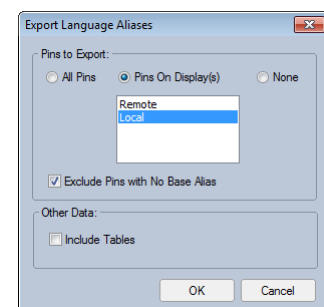 Export Language Aliases
Pins to Export:
All Pins Pins On Display(s) None
Remote
Local
Exclude Pins with No Base Alias
Other Data:
Include Tables
OK Cancel